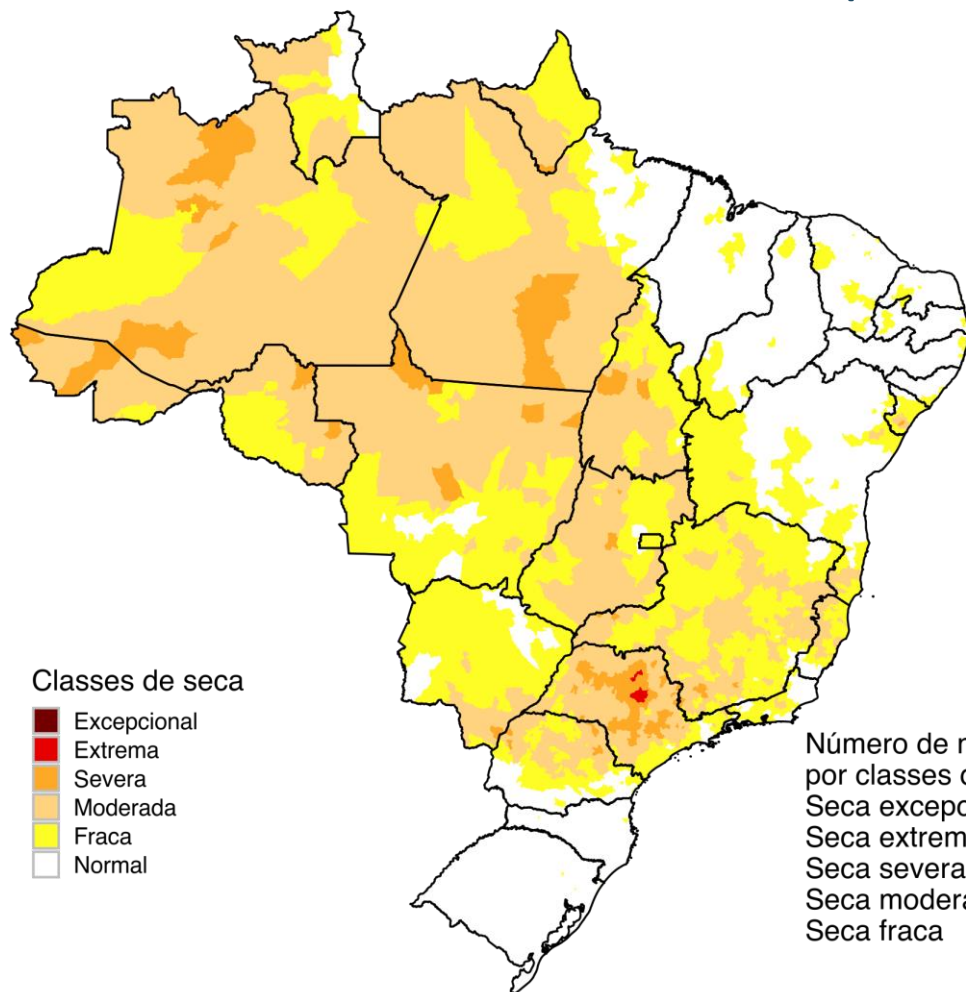 Classes de seca
Excepcional
Extrema
Severa
Moderada
Fraca
Normal
Número de
por classes
Seca
Seca
Seca severa
Seca
Seca fraca